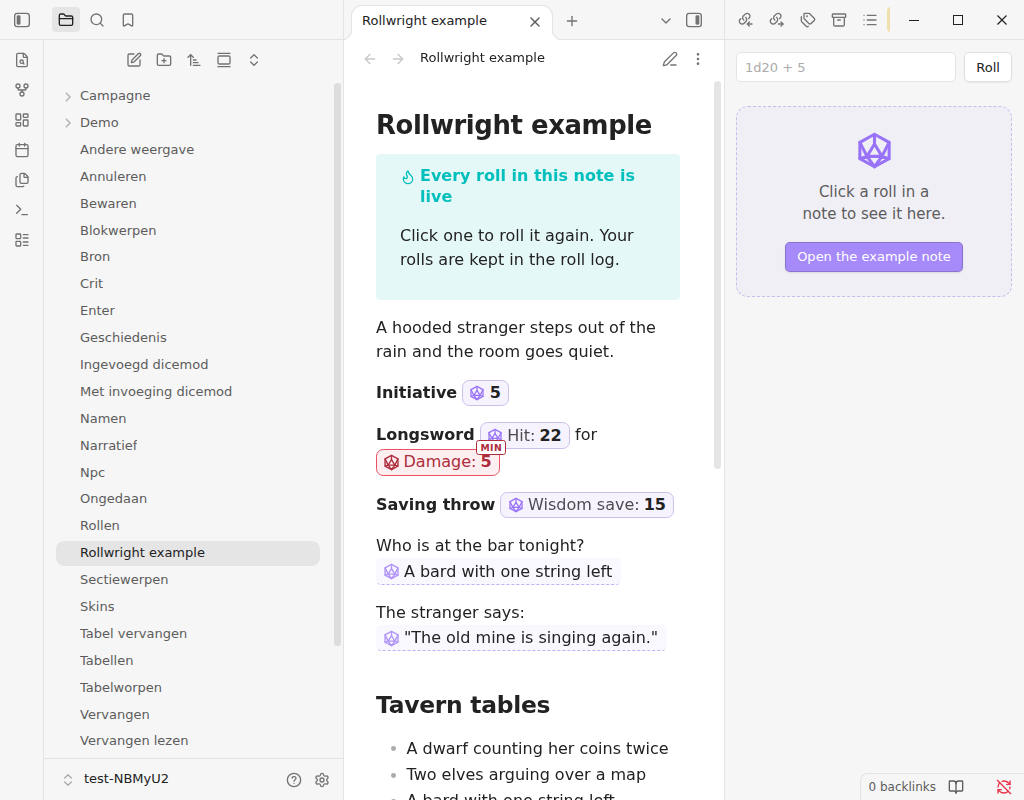 Rollwright example
Rollwright example
1d20 + 5
Roll
Campagne
Demo
Andere weergave
Annuleren
Bewaren
Blokwerpen
Bron
Crit
Enter
Geschiedenis
Ingevoegd dicemod
Met invoeging dicemod
Namen
Narratief
Npc
Ongedaan
Rollen
Rollwright example
Sectiewerpen
Skins
Tabel vervangen
Tabellen
Tabelworpen
Vervangen
Vervangen lezen
test-NBMyU2
Rollwright example
Every roll in this note is
live
Click one to roll it again. Your
rolls are kept in the roll log.
A hooded stranger steps out of the
rain and the room goes quiet.
Initiative 5
Longsword Hit: 22 for
MIN
Damage: 5
Saving throw Wisdom save: 15
Who is at the bar tonight?
A bard with one string left
The stranger says:
"The old mine is singing again."
Tavern tables
A dwarf counting her coins twice
Two elves arguing over a map
A bard with one string left
Click a roll in a
note to see it here.
Open the example note
0 backlinks